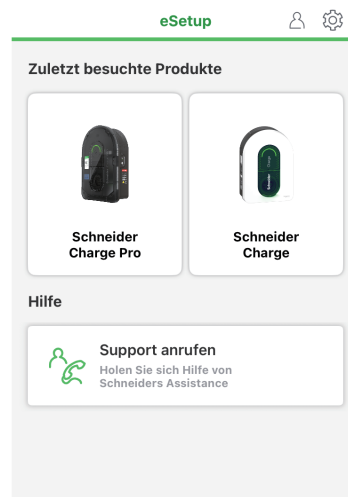 eSetup
Zuletzt besuchte Produkte
Schneider
Charge Pro
Schneider
Charge
Hilfe
Support anrufen
Holen Sie sich Hilfe von
Schneiders Assistance